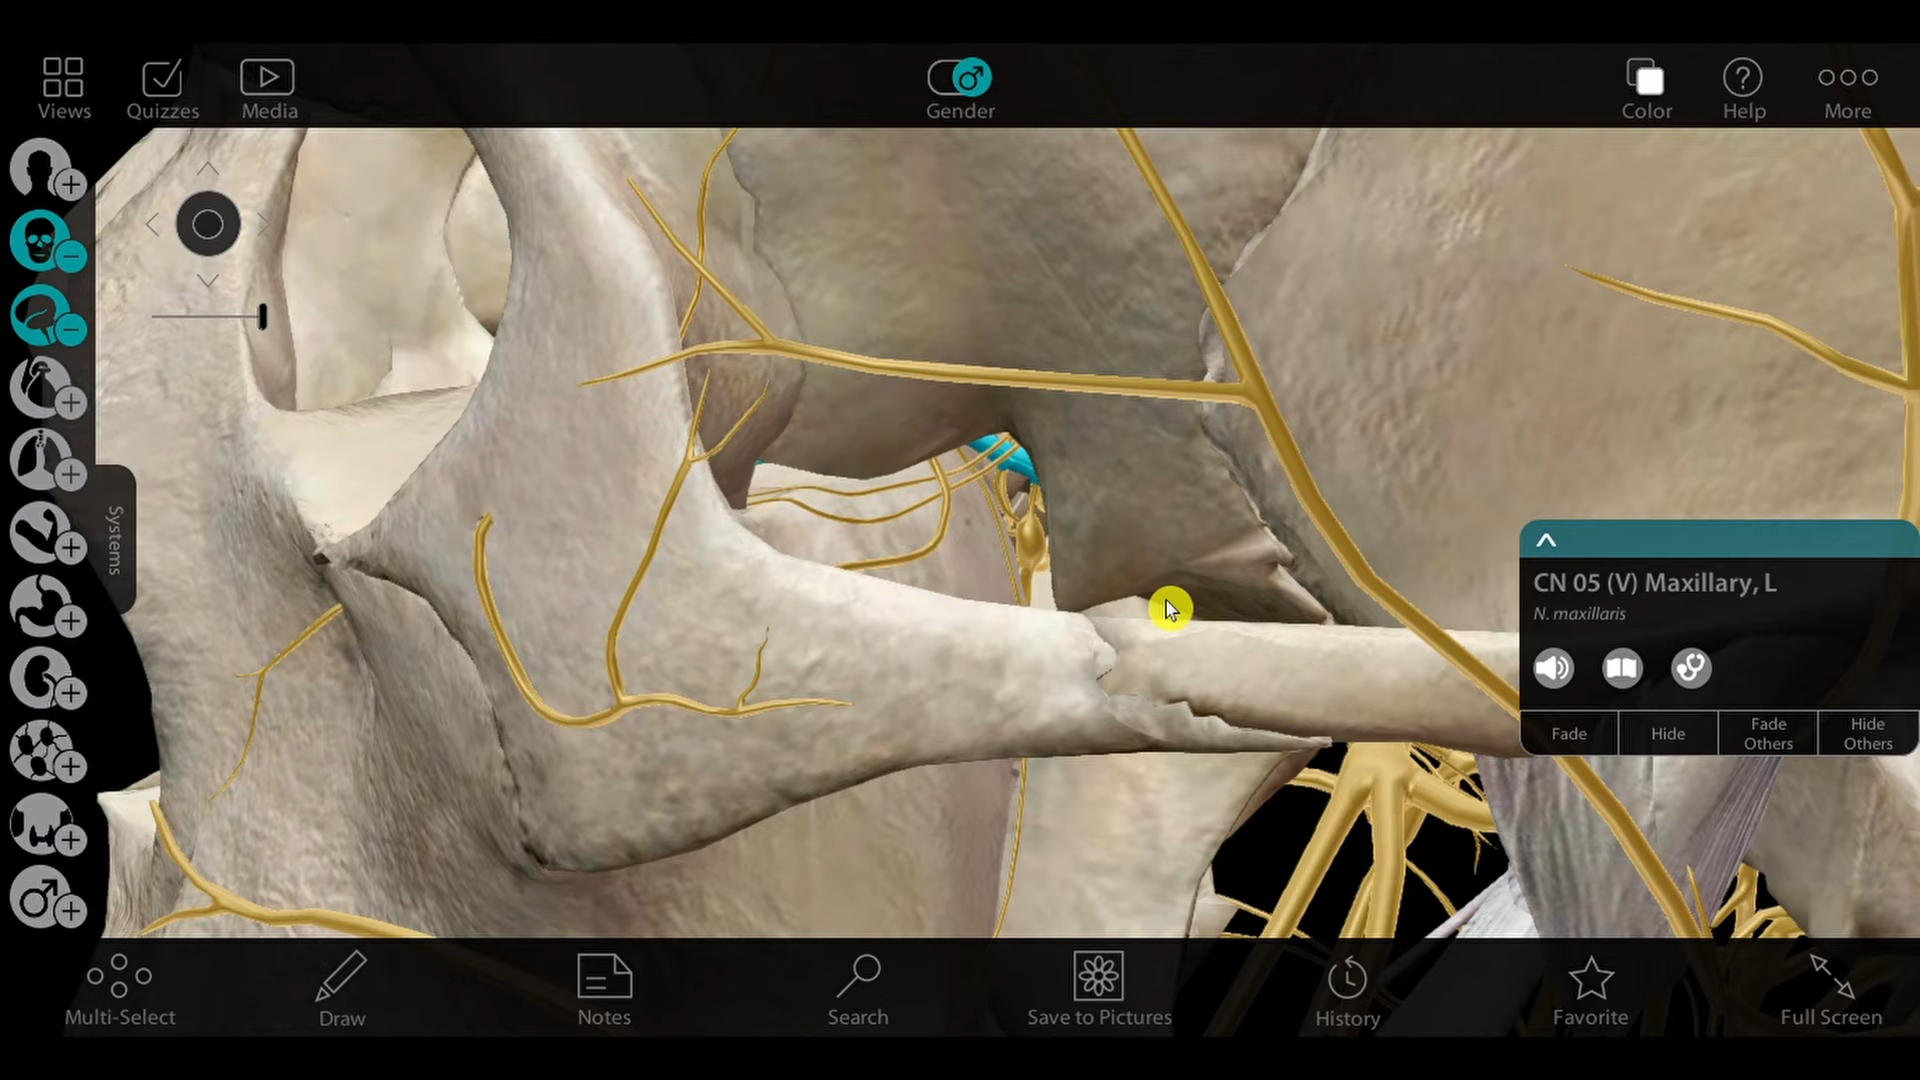 Views
Quizzes
Media
Gender
Color
Help
More
Systems
CN 05 (V) Maxillary, L
N. maxillaris
Fade
Hide
Fade
Others
Hide
Others
Multi-Select
Draw
Notes
Search
Save to Pictures
History
Favorite
Full Screen